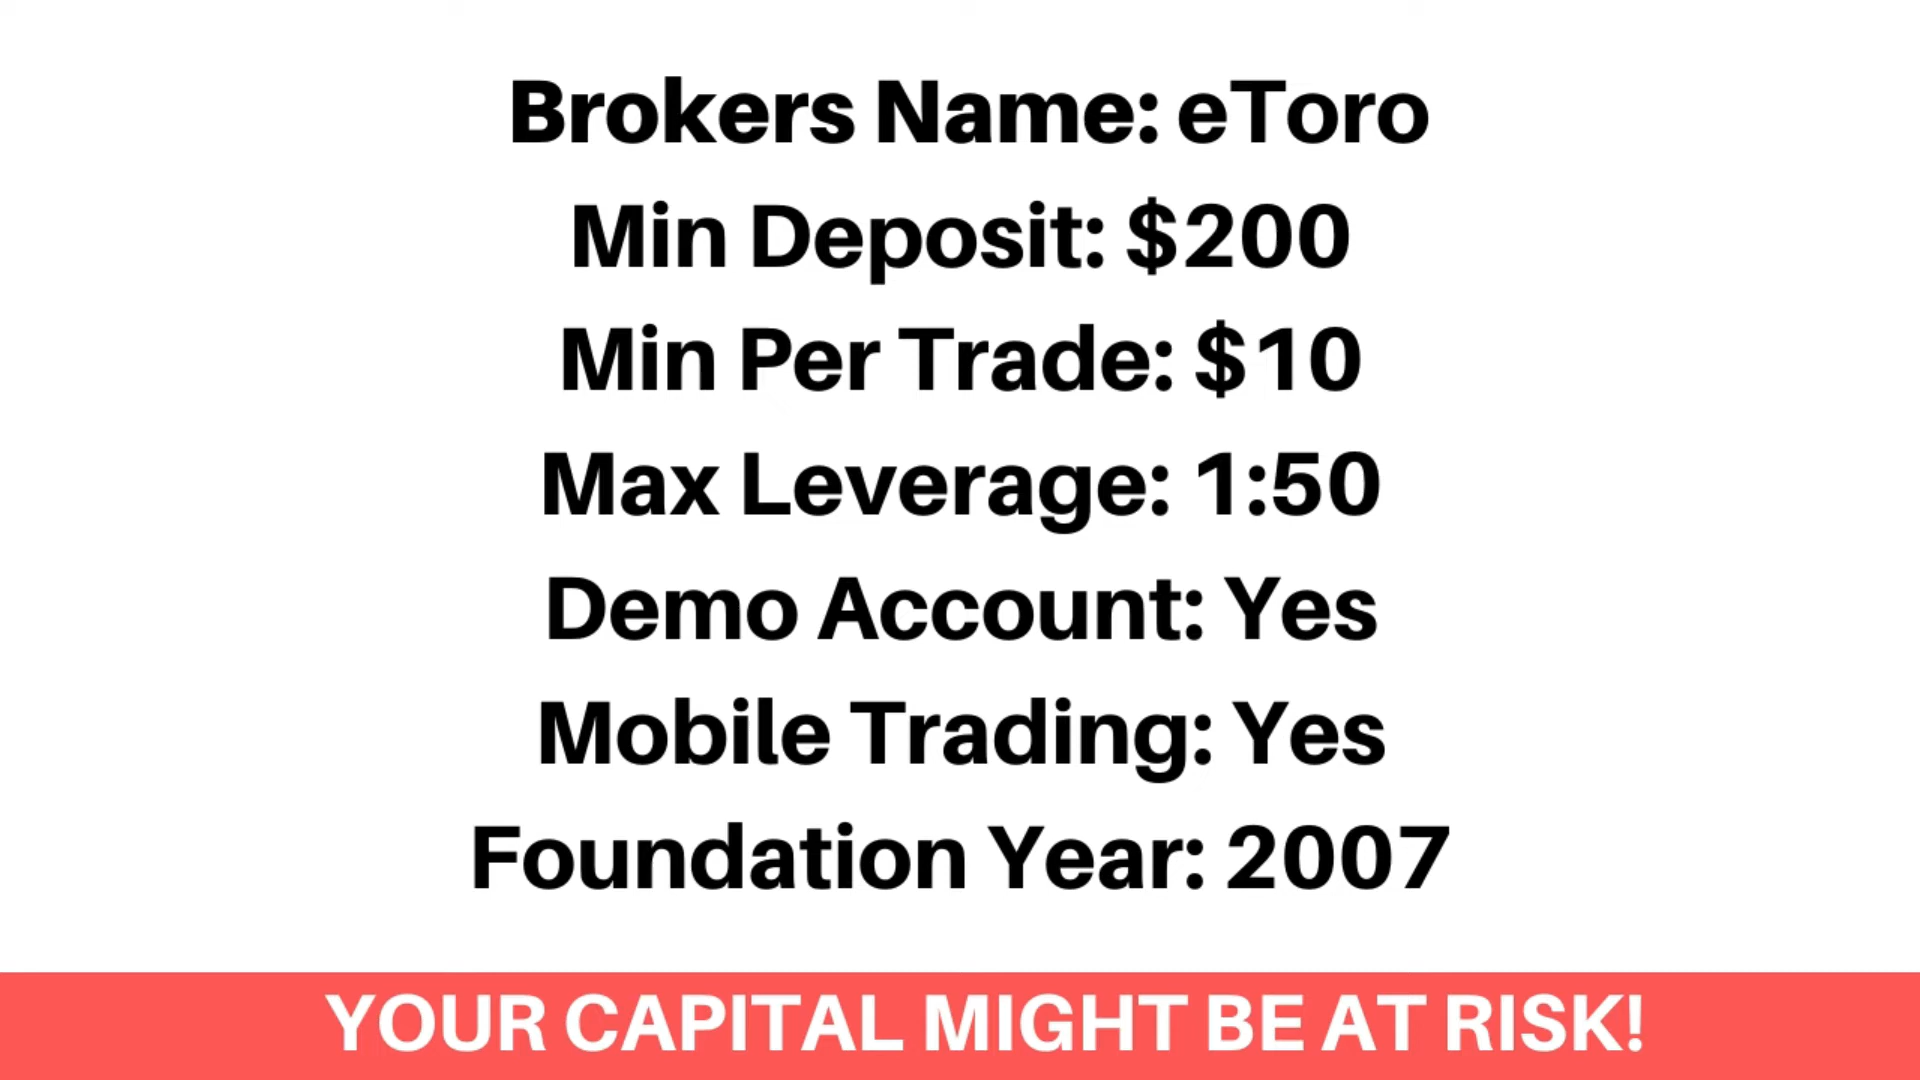 Brokers Name: eToro
Min Deposit: $200
Min Per Trade: $10
Max Leverage: 1:50
Demo Account: Yes
Mobile Trading: Yes
Foundation Year: 2007
YOUR CAPITAL MIGHT BE AT RISK!